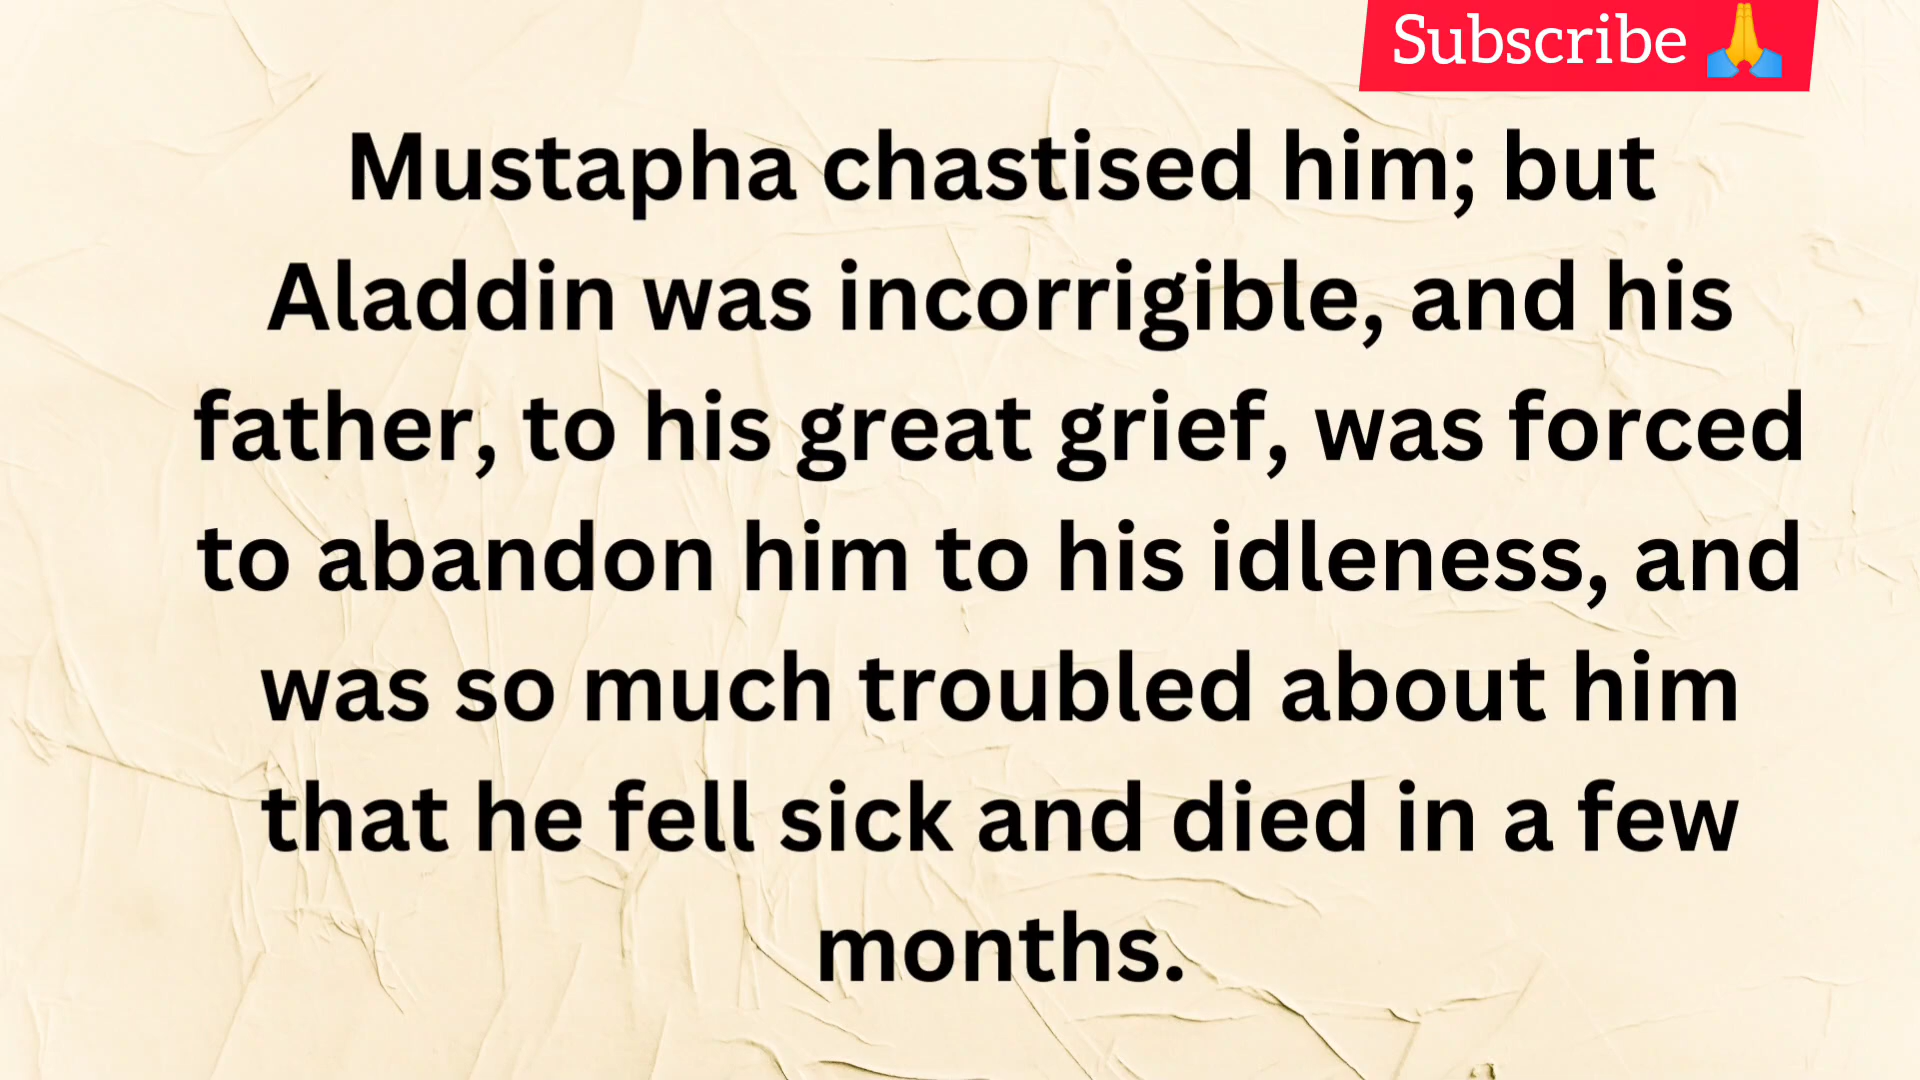 Subscribe 🙏
Mustapha chastised him; but
Aladdin was incorrigible, and his
father, to his great grief, was forced
to abandon him to his idleness, and
was so much troubled about him
that he fell sick and died in a few
months.